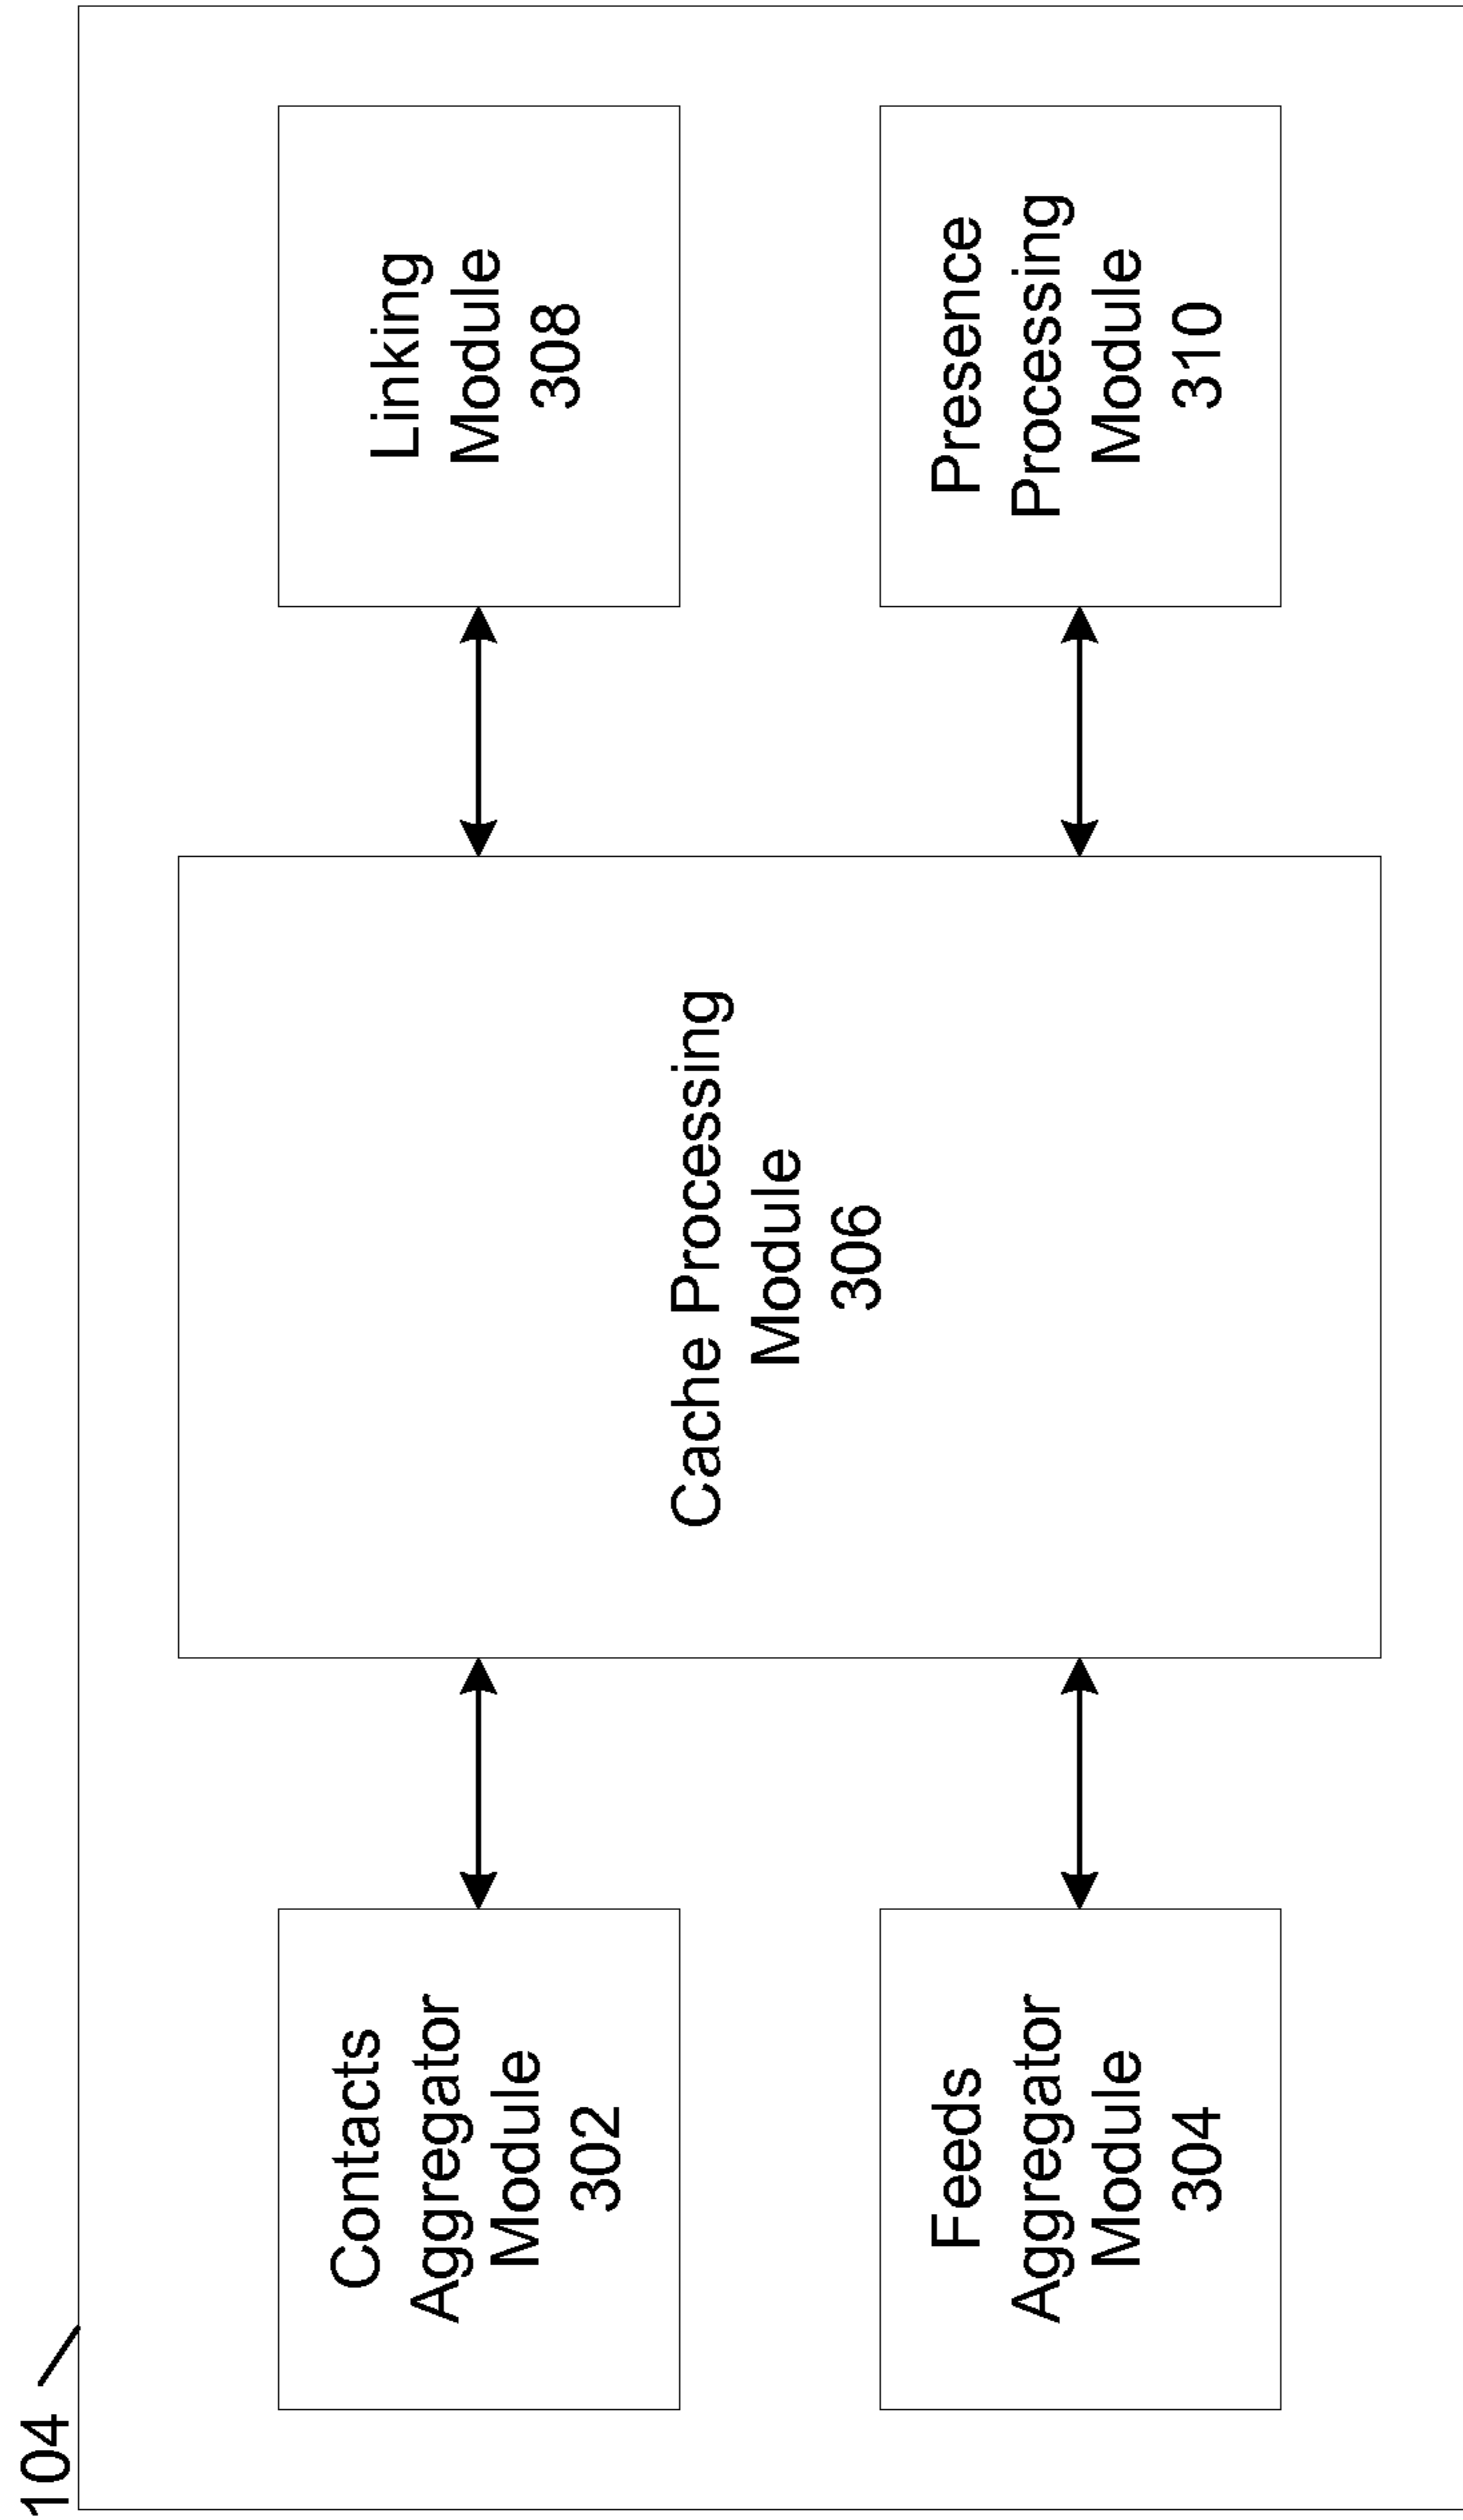 104
Contacts
Aggregator
Module
302
Feeds
Aggregator
Module
304
Cache Processing
Module
306
Linking
Module
308
Presence
Processing
Module
310